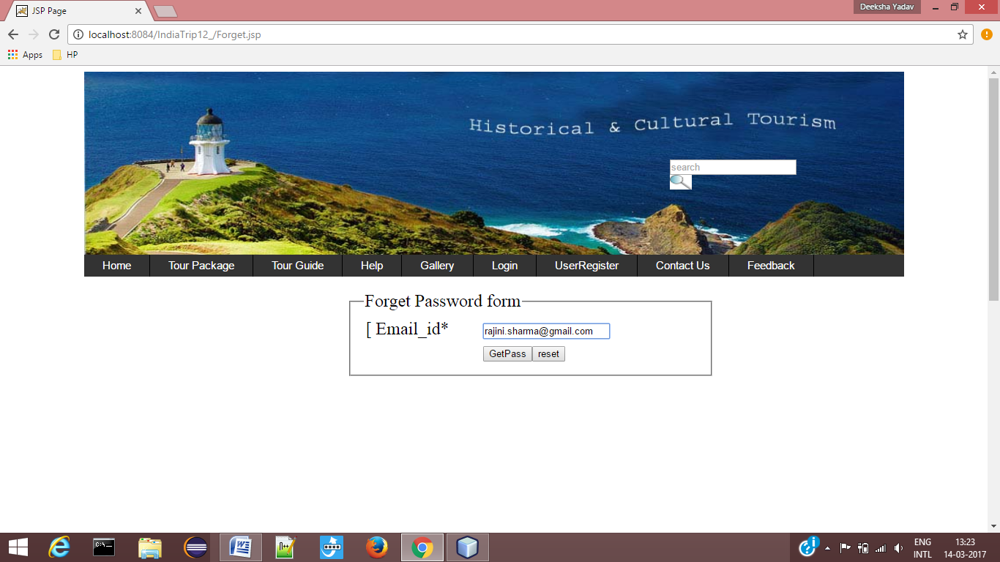 JSP Page
Deeksha Yadav
localhost:8084/IndiaTrip12_/Forget.jsp
Apps HP
Historical & Cultural Tourism
search
Home Tour Package Tour Guide Help Gallery Login UserRegister Contact Us Feedback
Forget Password form
[ Email_id* rajini.sharma@gmail.com
GetPass reset
ENG 13:23
INTL 14-03-2017